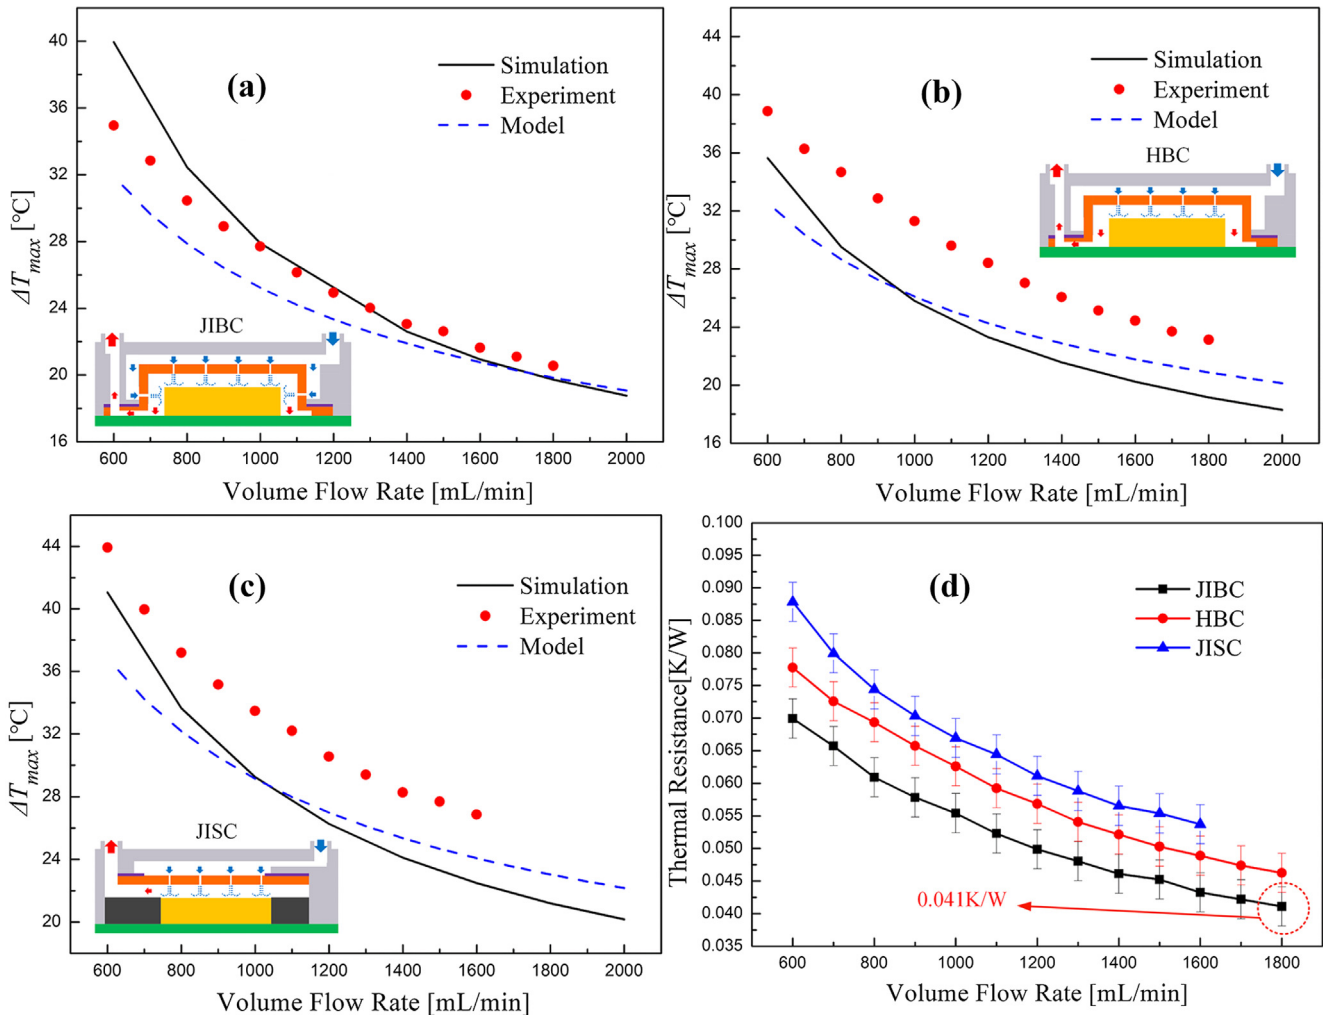 (a)
Simulation
Experiment
Model
JIBC
40
36
32
28
24
20
16
600 800 1000 1200 1400 1600 1800 2000
ΔTmax [°C]
Volume Flow Rate [mL/min]
(b)
Simulation
Experiment
Model
HBC
44
40
36
32
28
24
20
16
600 800 1000 1200 1400 1600 1800 2000
ΔTmax [°C]
Volume Flow Rate [mL/min]
(c)
Simulation
Experiment
Model
JISC
44
40
36
32
28
24
20
600 800 1000 1200 1400 1600 1800 2000
ΔTmax [°C]
Volume Flow Rate [mL/min]
(d)
JIBC
HBC
JISC
0.100
0.095
0.090
0.085
0.080
0.075
0.070
0.065
0.060
0.055
0.050
0.045
0.040
0.035
0.041K/W
600 800 1000 1200 1400 1600 1800
Thermal Resistance[K/W]
Volume Flow Rate [mL/min]